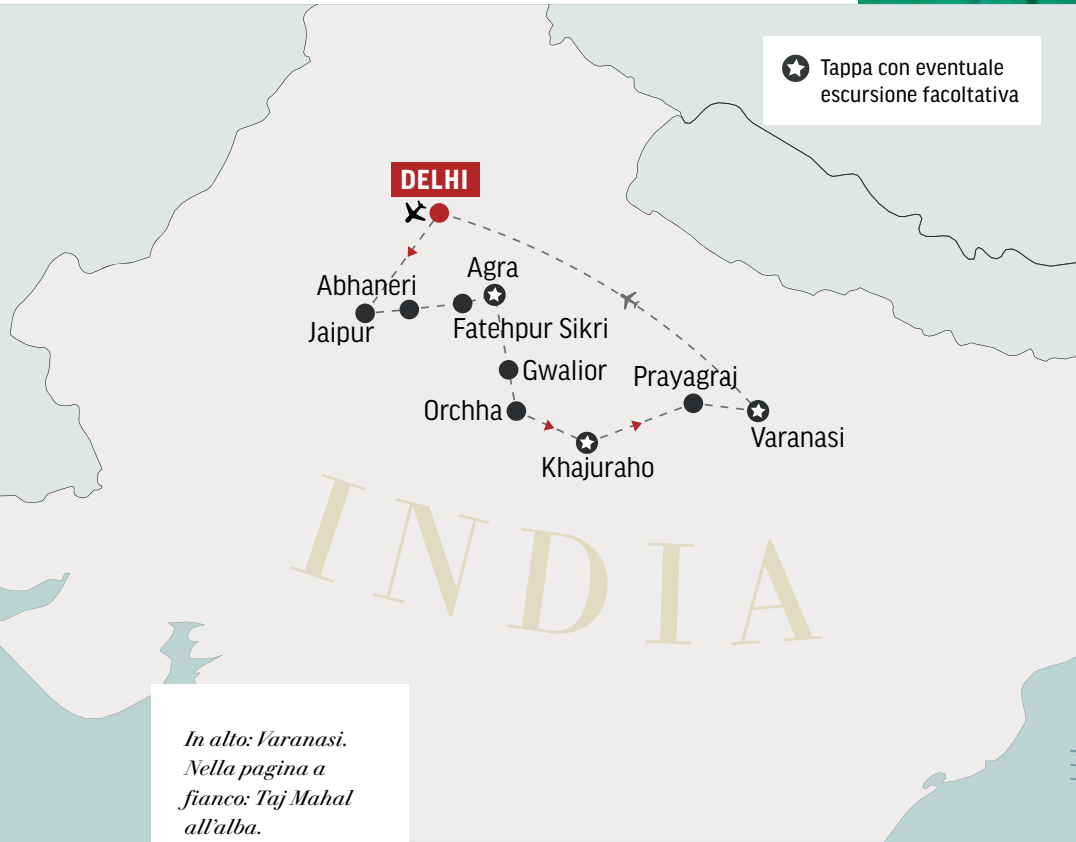 Tappa con eventuale
escursione facoltativa
DELHI
Agra
Abhaneri
Jaipur
Fatehpur Sikri
Gwalior
Prayagraj
Orchha
Varanasi
Khajuraho
INDIA
In alto: Varanasi.
Nella pagina a
fianco: Taj Mahal
all'alba.